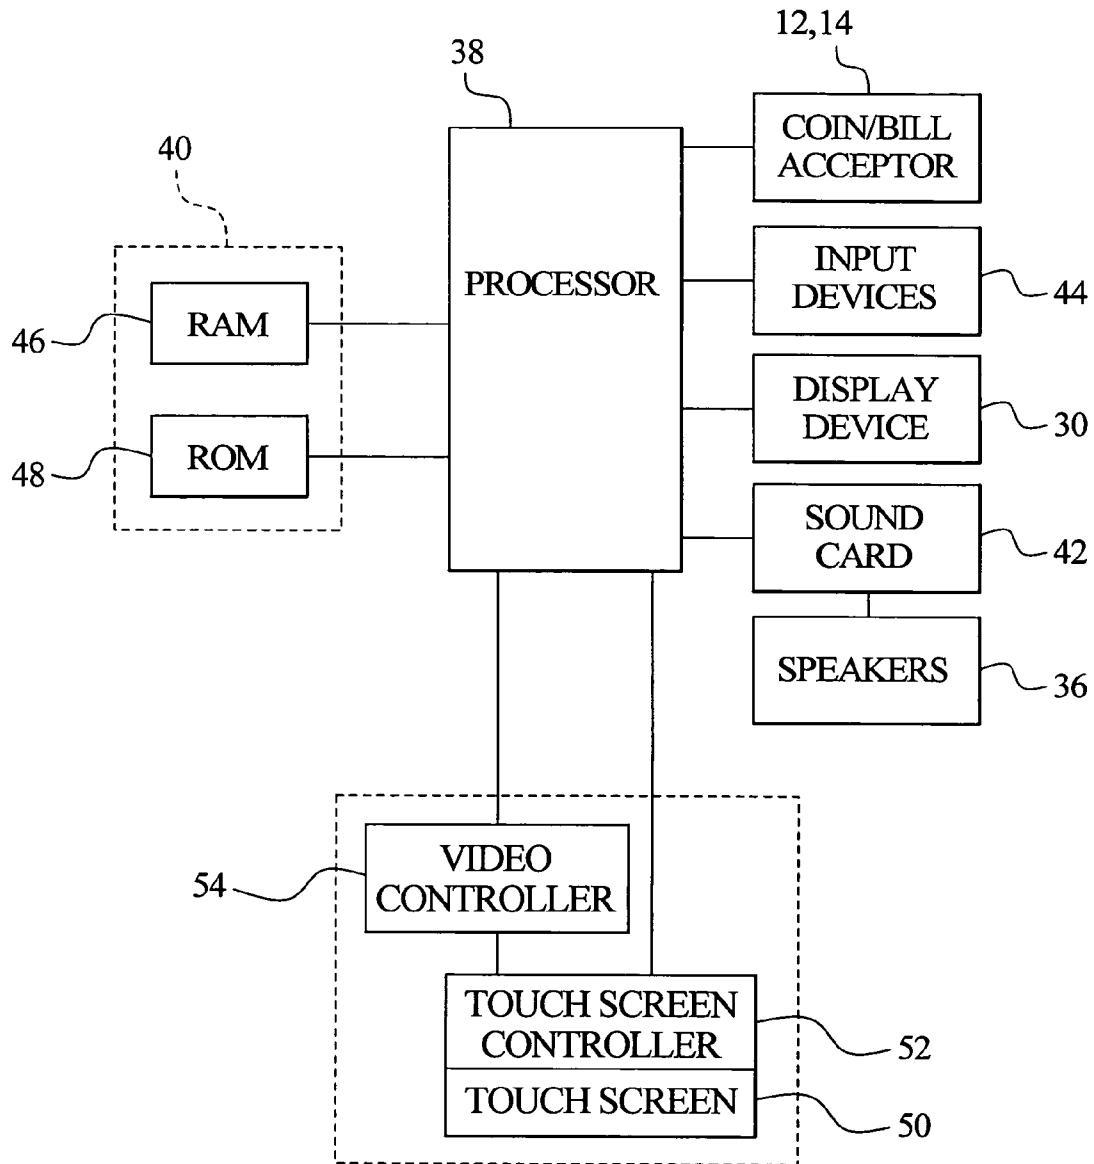 12,14
38
COIN/BILL
ACCEPTOR
40
PROCESSOR
INPUT
DEVICES
44
46
RAM
DISPLAY
DEVICE
30
48
ROM
SOUND
CARD
42
SPEAKERS
36
54
VIDEO
CONTROLLER
TOUCH SCREEN
CONTROLLER
52
TOUCH SCREEN
50